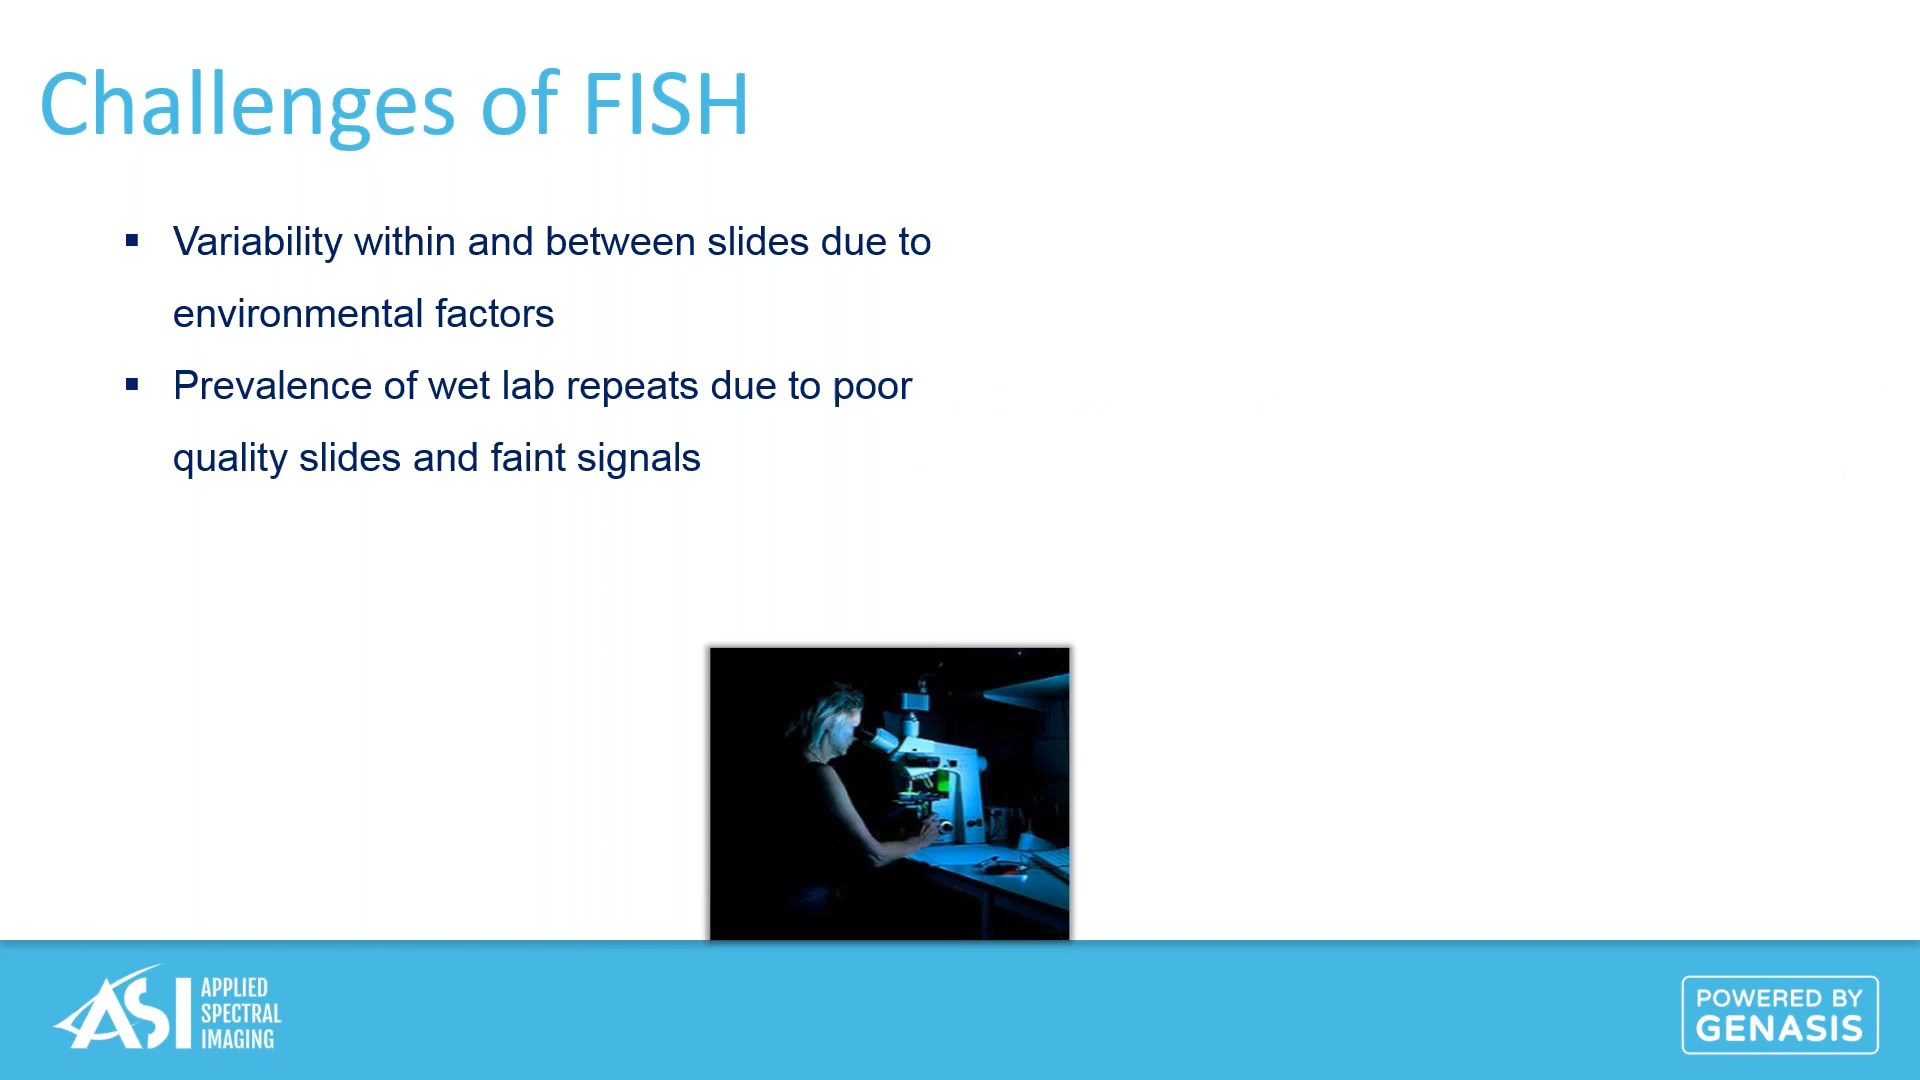 Challenges of FISH
▪ Variability within and between slides due to
environmental factors
▪ Prevalence of wet lab repeats due to poor
quality slides and faint signals
ASI APPLIED
SPECTRAL
IMAGING
POWERED BY
GENASIS